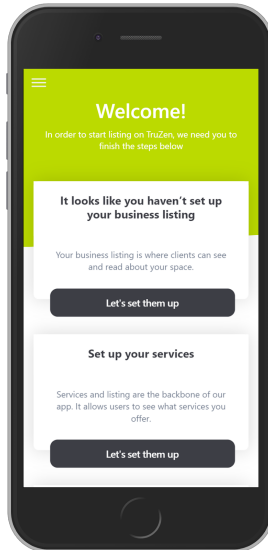 Welcome!
In order to start listing on TruZen, we need you to
finish the steps below
It looks like you haven't set up
your business listing
Your business listing is where clients can see
and read about your space.
Let's set them up
Set up your services
Services and listing are the backbone of our
app. It allows users to see what services you
offer.
Let's set them up